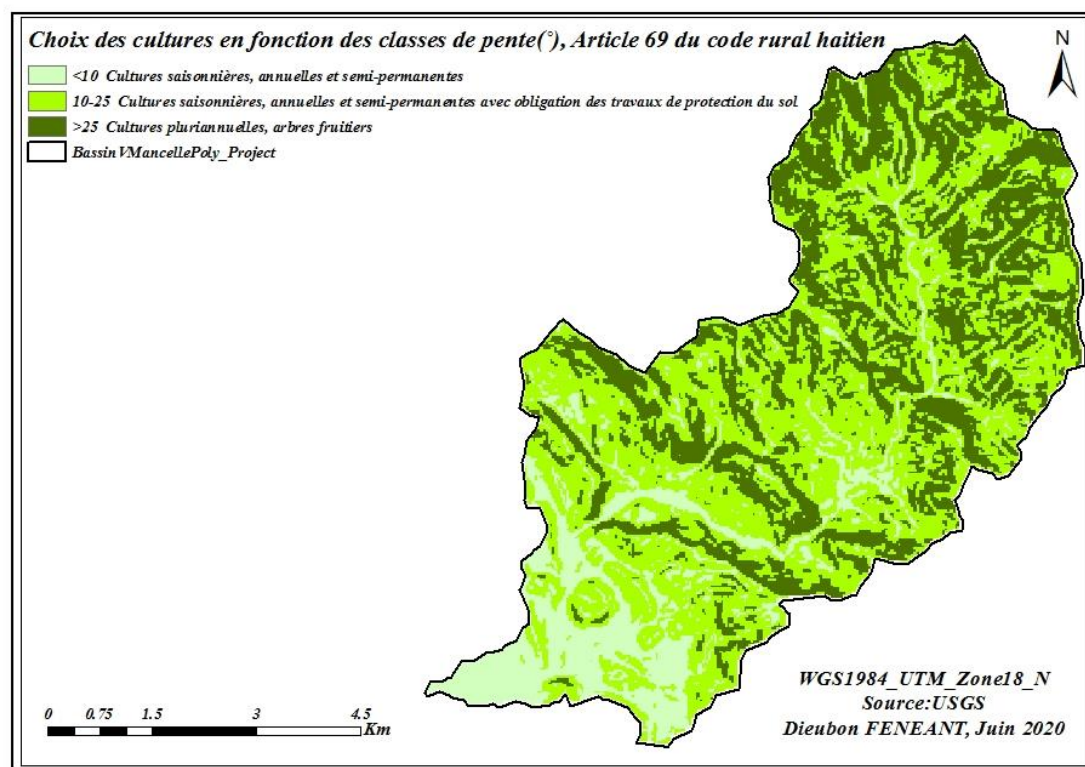 Choix des cultures en fonction des classes de pente(°), Article 69 du code rural haitien
<10 Cultures saisonnières, annuelles et semi-permanentes
10-25 Cultures saisonnières, annuelles et semi-permanentes avec obligation des travaux de protection du sol
>25 Cultures pluriannuelles, arbres fruitiers
BassinVMancellePoly_Project
N
WGS1984_UTM_Zone18_N
Source:USGS
Dieubon FENEANT, Juin 2020
0 0.75 1.5 3 4.5
Km